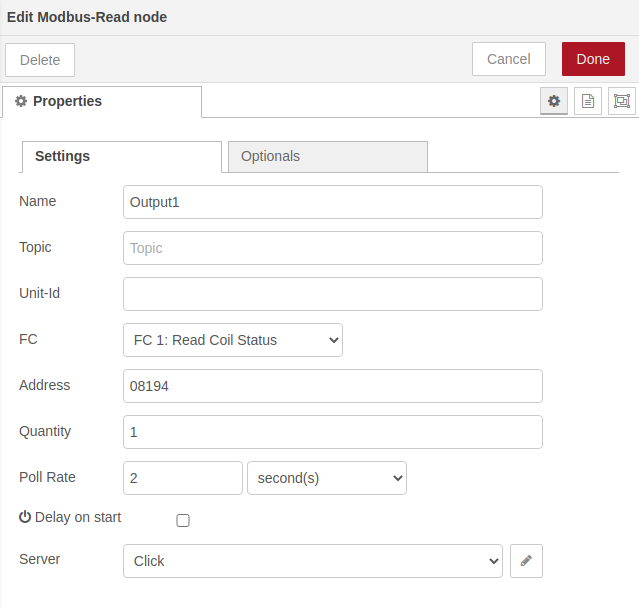 Edit Modbus-Read node
Delete
Cancel
Done
Properties
Settings
Optionals
Name
Output1
Topic
Topic
Unit-Id
FC
FC 1: Read Coil Status
Address
08194
Quantity
1
Poll Rate
2
second(s)
Delay on start
Server
Click